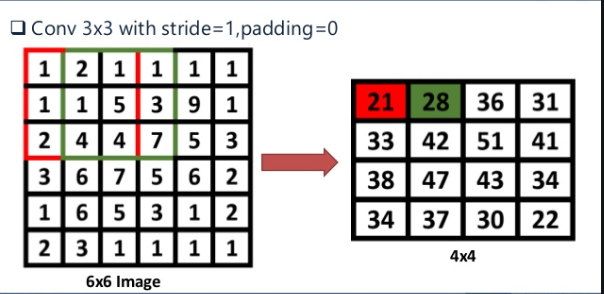 ❑ Conv 3x3 with stride=1,padding=0
1 2 1 1 1 1
1 1 5 3 9 1
2 4 4 7 5 3
3 6 7 5 6 2
1 6 5 3 1 2
2 3 1 1 1 1
6x6 Image
21 28 36 31
33 42 51 41
38 47 43 34
34 37 30 22
4x4